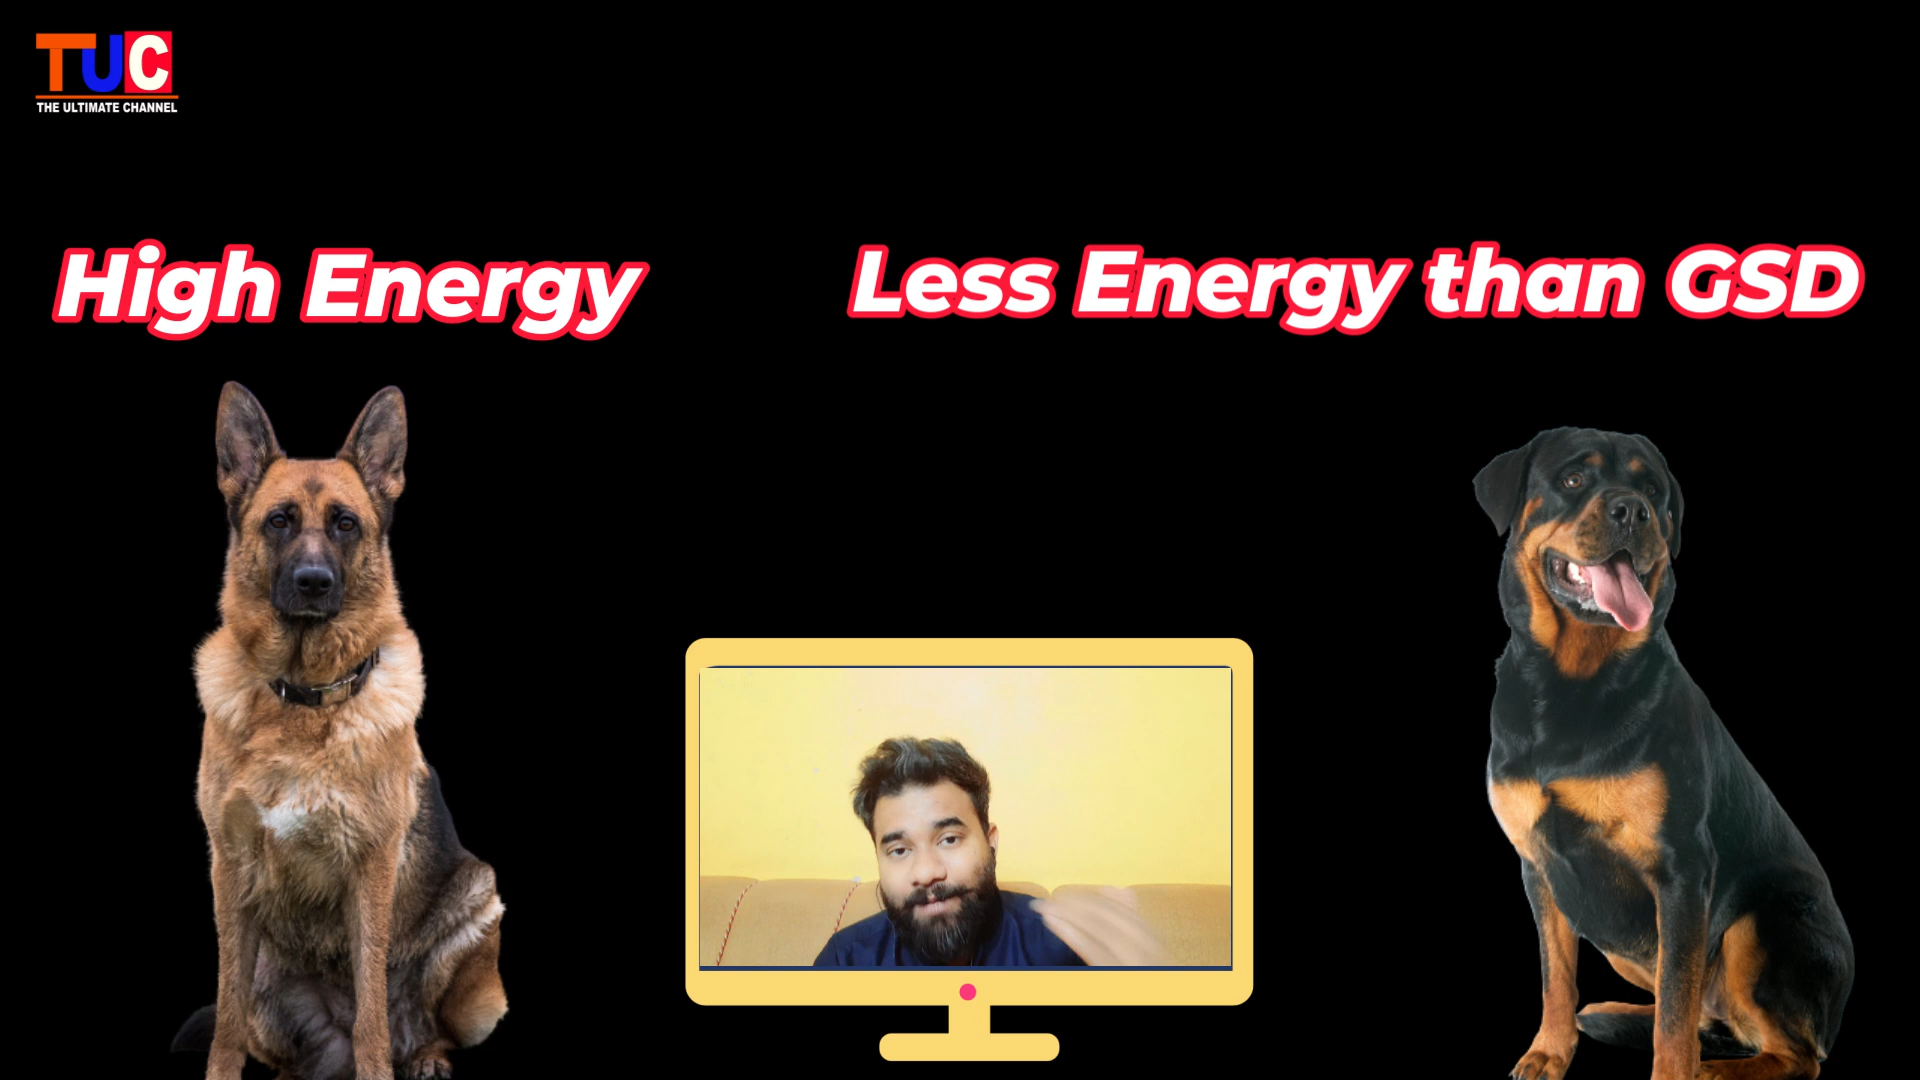 TUC
THE ULTIMATE CHANNEL
High Energy
Less Energy than GSD